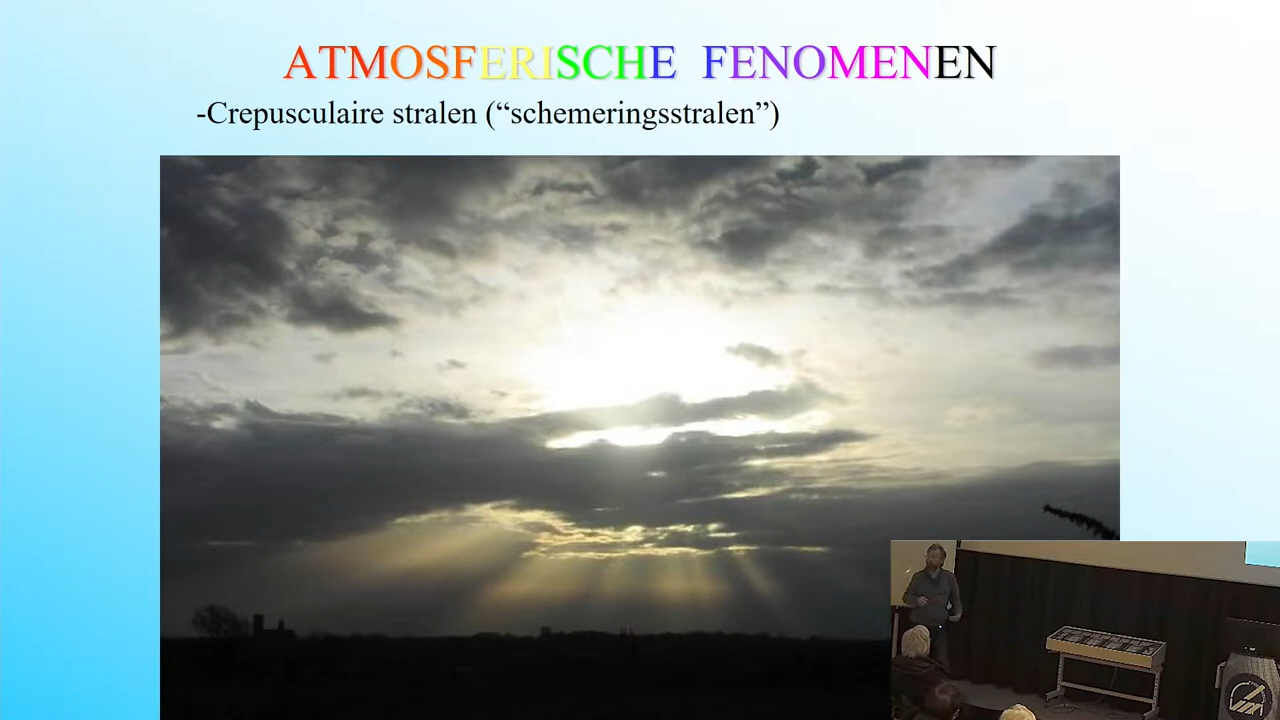 ATMOSFERISCHE FENOMENEN
-Crepusculaire stralen (“schemeringsstralen”)